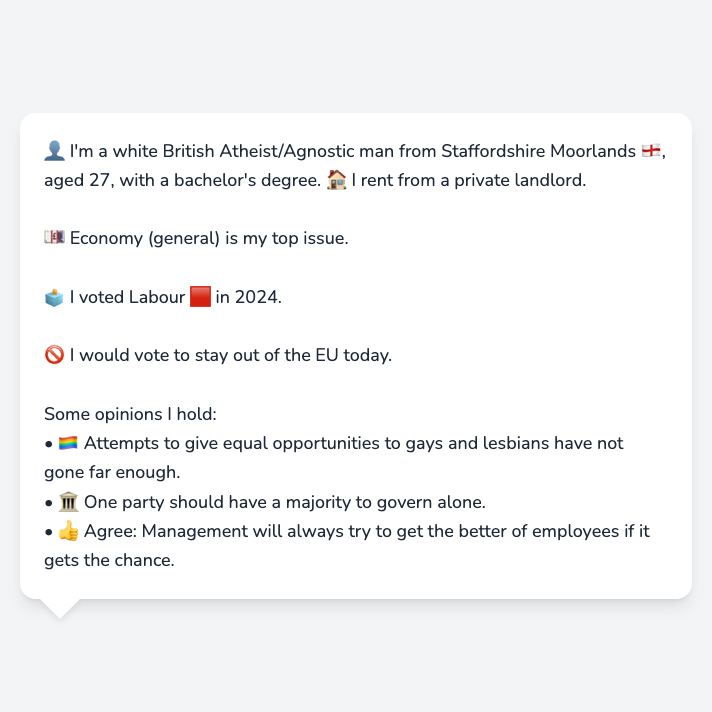 👤 I'm a white British Atheist/Agnostic man from Staffordshire Moorlands 🏴󠁧󠁢󠁥󠁮󠁧󠁿,
aged 27, with a bachelor's degree. 🏠 I rent from a private landlord.
💷 Economy (general) is my top issue.
🗳️ I voted Labour 🟥 in 2024.
🚫 I would vote to stay out of the EU today.
Some opinions I hold:
• 🏳️‍🌈 Attempts to give equal opportunities to gays and lesbians have not
gone far enough.
• 🏛️ One party should have a majority to govern alone.
• 👍 Agree: Management will always try to get the better of employees if it
gets the chance.